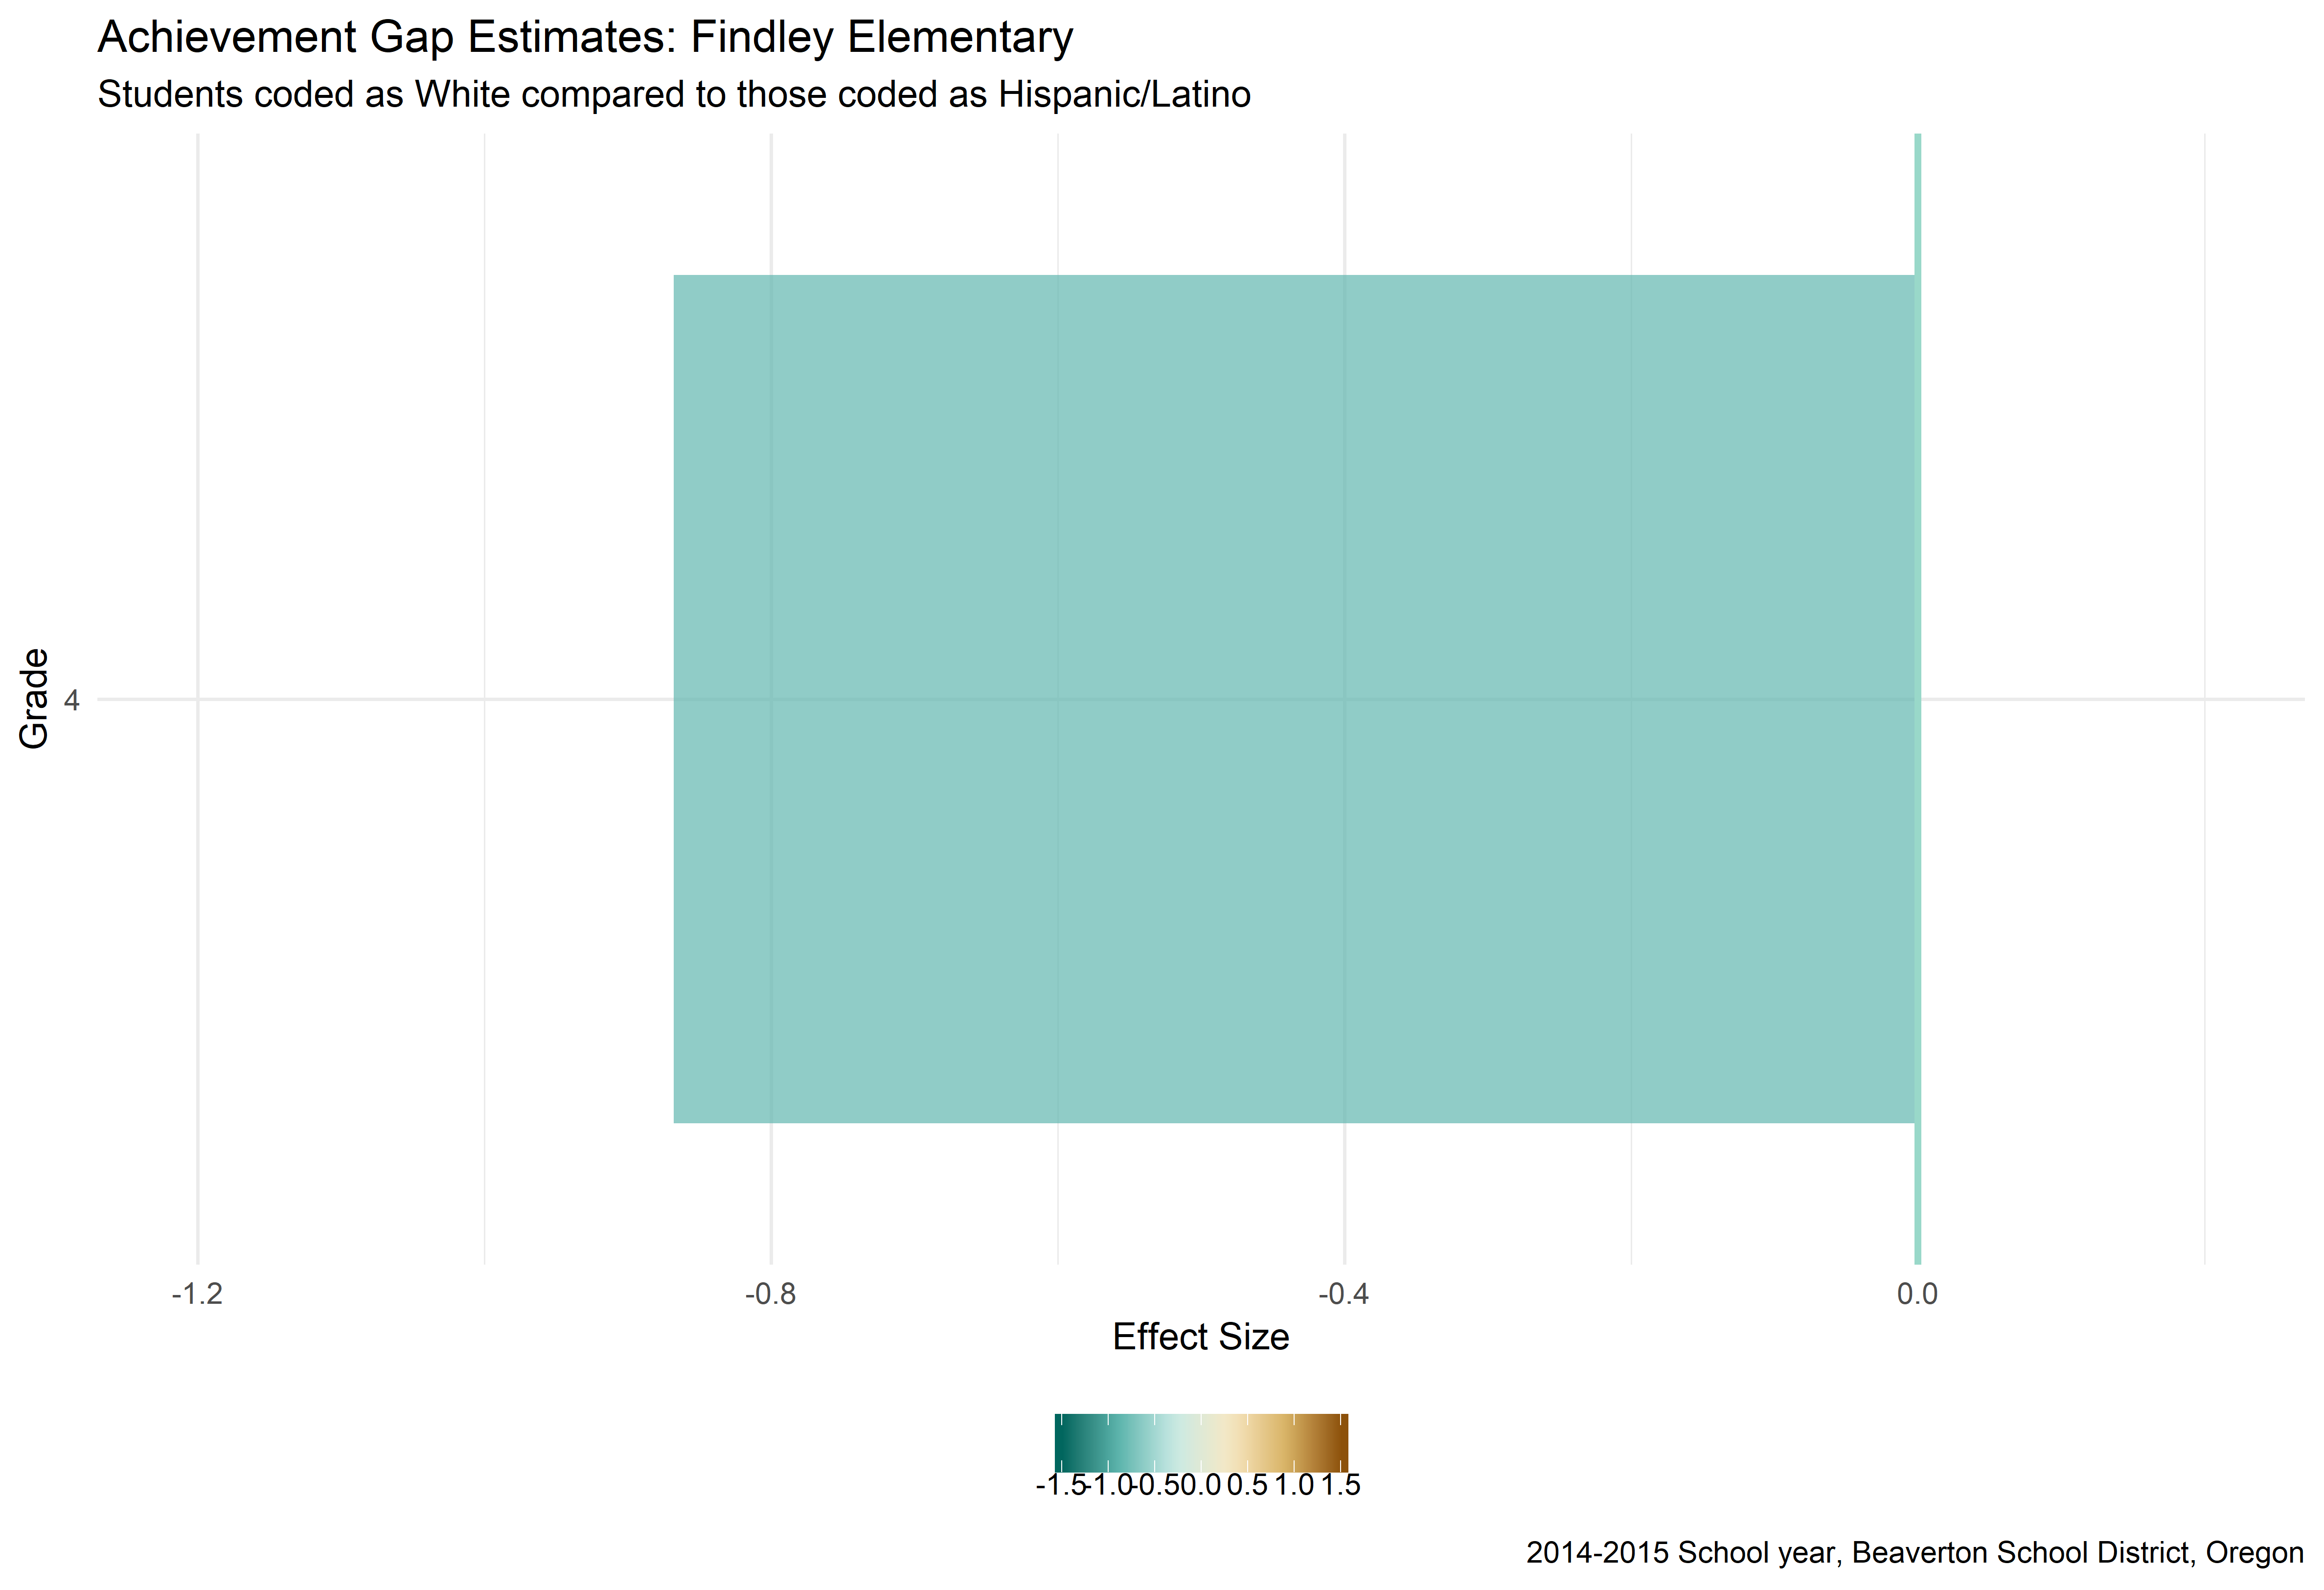 Achievement Gap Estimates: Findley Elementary
Students coded as White compared to those coded as Hispanic/Latino
Grade
4
-1.2 -0.8 -0.4 0.0
Effect Size
-1.5 -1.0 -0.5 0.0 0.5 1.0 1.5
2014-2015 School year, Beaverton School District, Oregon